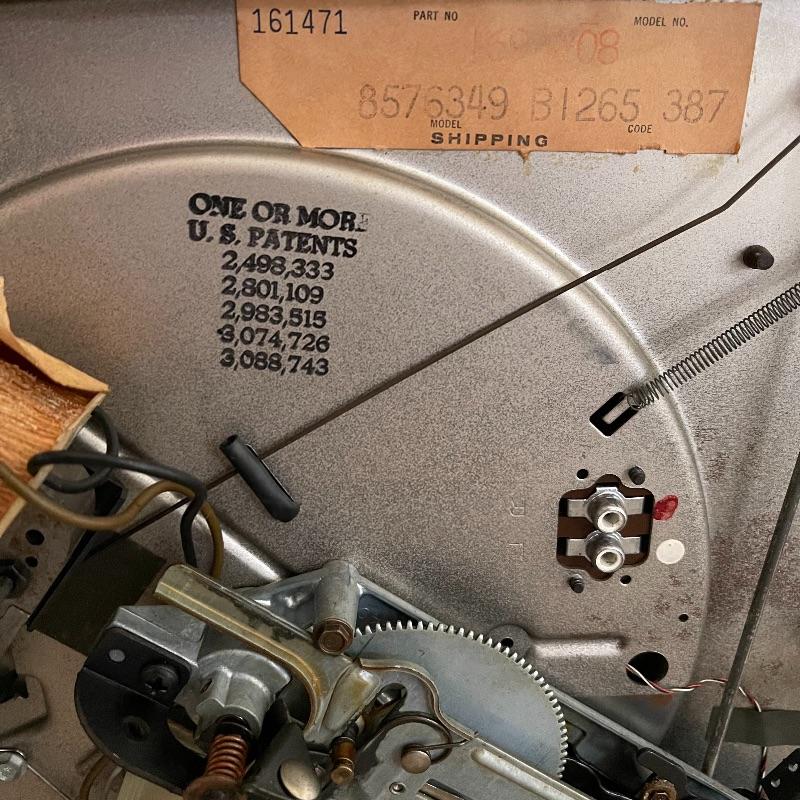 161471 PART NO MODEL NO.
08
8576349 B1265 387
MODEL CODE
SHIPPING
ONE OR MORE
U. S. PATENTS
2,498,333
2,801,109
2,983,515
3,074,726
3,088,743